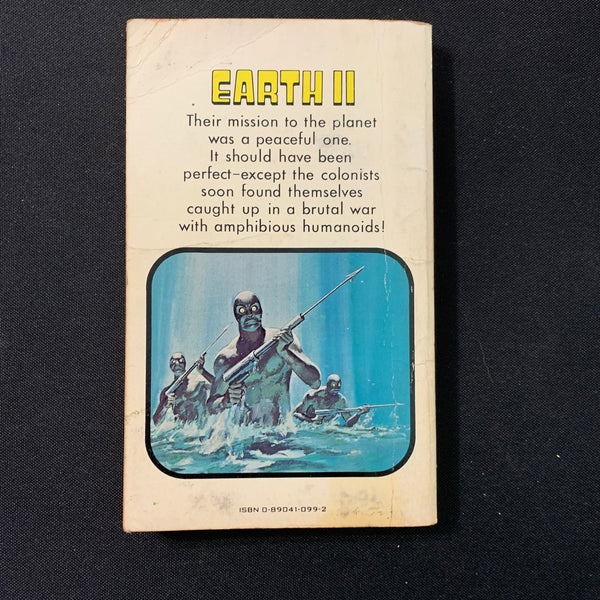 EARTH II
Their mission to the planet
was a peaceful one.
It should have been
perfect–except the colonists
soon found themselves
caught up in a brutal war
with amphibious humanoids!
ISBN 0-89041-099-2